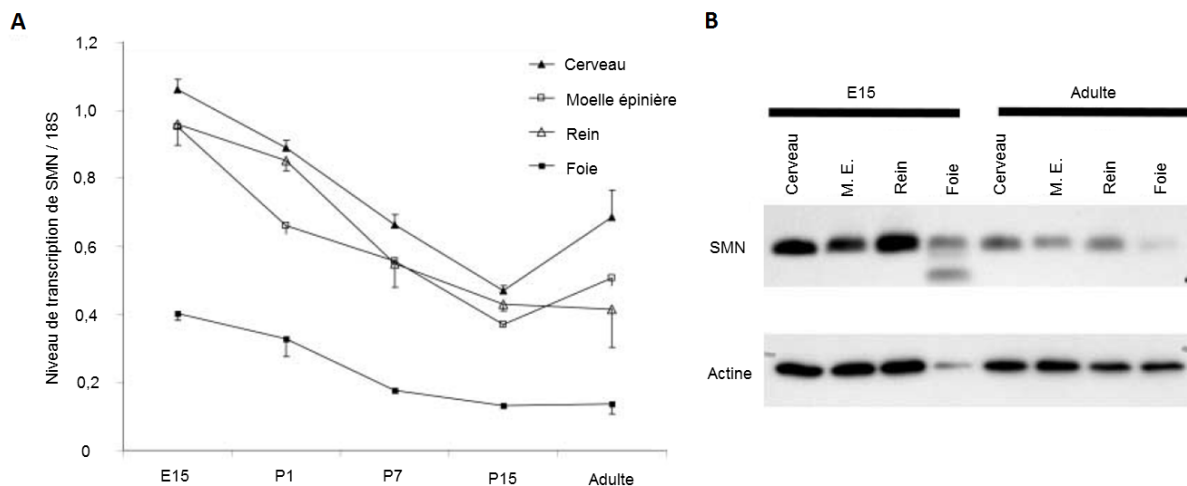 A
Niveau de transcription de SMN / 18S
1,2
1,0
0,8
0,6
0,4
0,2
0
E15
P1
P7
P15
Adulte
Cerveau
Moelle épinière
Rein
Foie
B
E15
Adulte
Cerveau
M. E.
Rein
Foie
Cerveau
M. E.
Rein
Foie
SMN
Actine